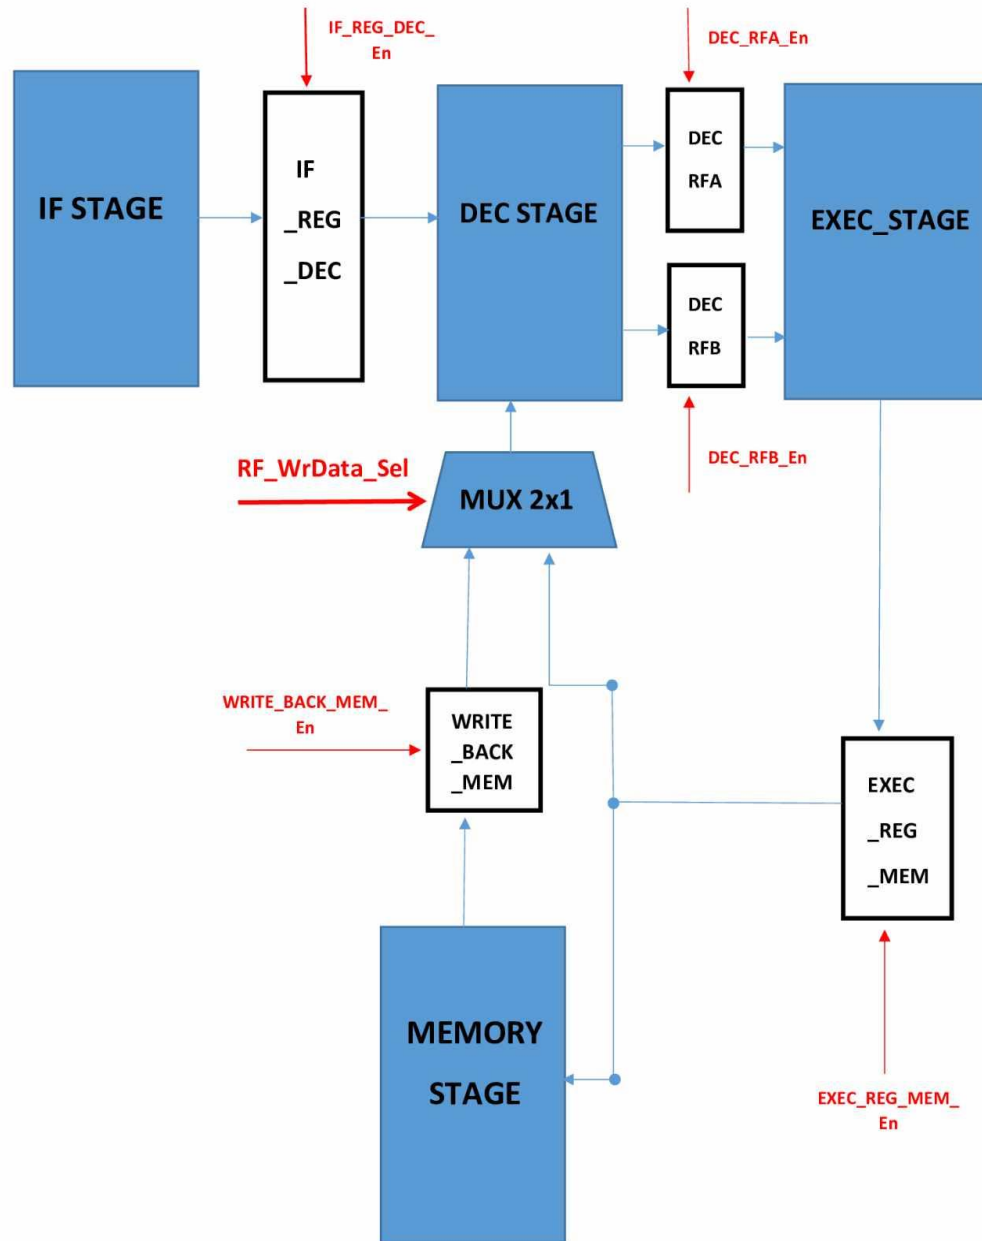 IF_REG_DEC_
En
DEC_RFA_En
IF STAGE
IF
_REG
_DEC
DEC STAGE
DEC
RFA
EXEC_STAGE
DEC
RFB
DEC_RFB_En
RF_WrData_Sel
MUX 2x1
WRITE_BACK_MEM_
En
WRITE
_BACK
_MEM
EXEC
_REG
_MEM
MEMORY
STAGE
EXEC_REG_MEM_
En